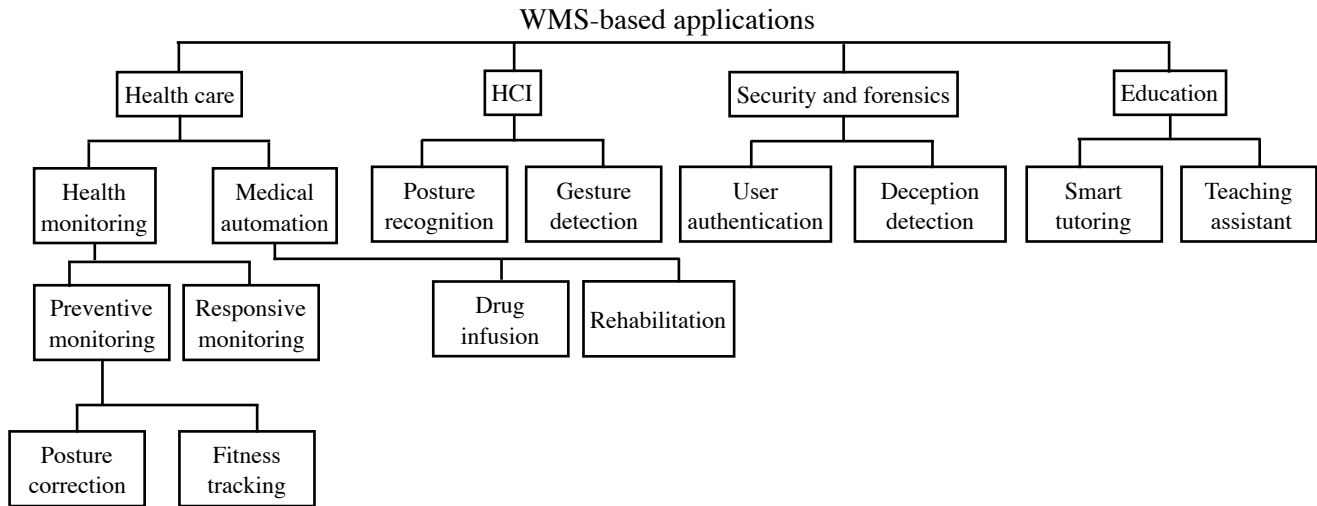 WMS-based applications
Health care
HCI
Security and forensics
Education
Health
monitoring
Medical
automation
Posture
recognition
Gesture
detection
User
authentication
Deception
detection
Smart
tutoring
Teaching
assistant
Preventive
monitoring
Responsive
monitoring
Drug
infusion
Rehabilitation
Posture
correction
Fitness
tracking